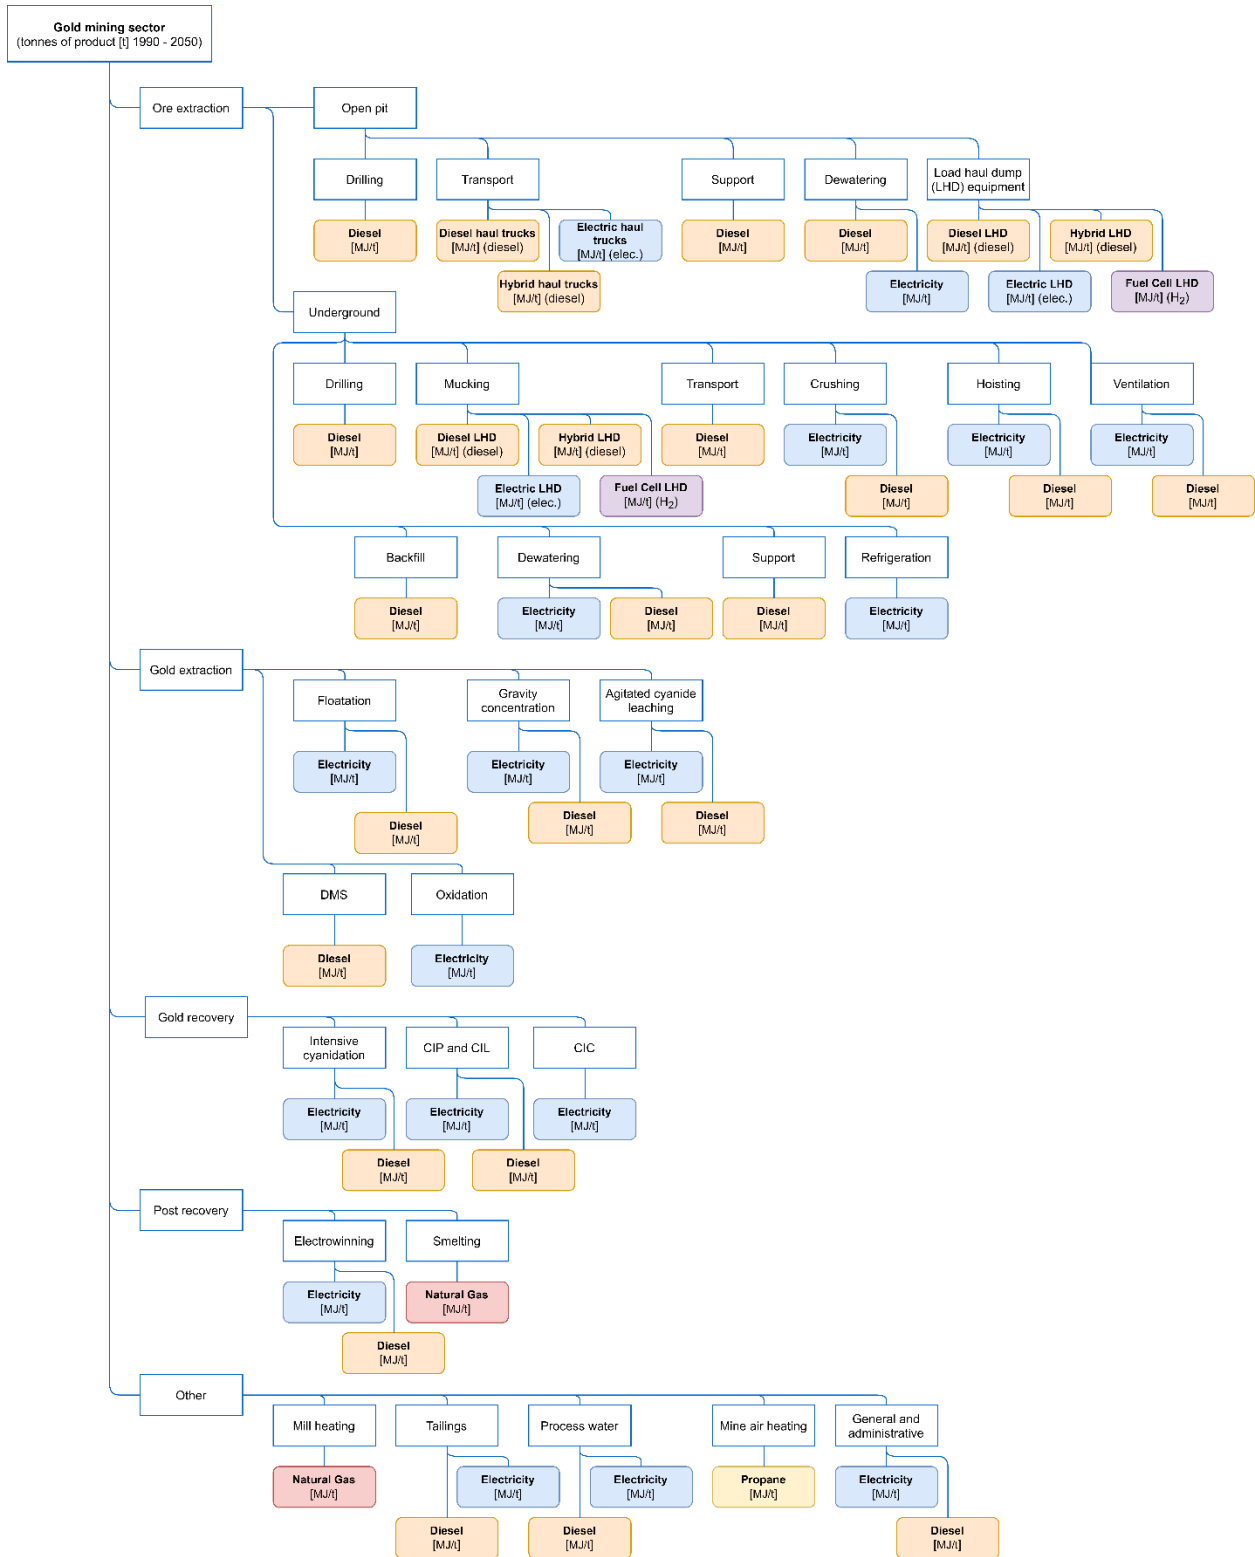 Gold mining sector
(tonnes of product [t] 1990 - 2050)
Ore extraction
Open pit
Drilling
Transport
Support
Dewatering
Load haul dump
(LHD) equipment
Diesel
[MJ/t]
Diesel haul trucks
[MJ/t] (diesel)
Electric haul
trucks
[MJ/t] (elec.)
Diesel
[MJ/t]
Diesel
[MJ/t]
Diesel LHD
[MJ/t] (diesel)
Hybrid LHD
[MJ/t] (diesel)
Hybrid haul trucks
[MJ/t] (diesel)
Electricity
[MJ/t]
Electric LHD
[MJ/t] (elec.)
Fuel Cell LHD
[MJ/t] (H₂)
Underground
Drilling
Mucking
Transport
Crushing
Hoisting
Ventilation
Diesel
[MJ/t]
Diesel LHD
[MJ/t] (diesel)
Hybrid LHD
[MJ/t] (diesel)
Diesel
[MJ/t]
Electricity
[MJ/t]
Electricity
[MJ/t]
Electricity
[MJ/t]
Electric LHD
[MJ/t] (elec.)
Fuel Cell LHD
[MJ/t] (H₂)
Diesel
[MJ/t]
Diesel
[MJ/t]
Diesel
[MJ/t]
Backfill
Dewatering
Support
Refrigeration
Diesel
[MJ/t]
Electricity
[MJ/t]
Diesel
[MJ/t]
Diesel
[MJ/t]
Electricity
[MJ/t]
Gold extraction
Floatation
Gravity
concentration
Agitated cyanide
leaching
Electricity
[MJ/t]
Electricity
[MJ/t]
Electricity
[MJ/t]
Diesel
[MJ/t]
Diesel
[MJ/t]
Diesel
[MJ/t]
DMS
Oxidation
Diesel
[MJ/t]
Electricity
[MJ/t]
Gold recovery
Intensive
cyanidation
CIP and CIL
CIC
Electricity
[MJ/t]
Electricity
[MJ/t]
Electricity
[MJ/t]
Diesel
[MJ/t]
Diesel
[MJ/t]
Post recovery
Electrowinning
Smelting
Electricity
[MJ/t]
Natural Gas
[MJ/t]
Diesel
[MJ/t]
Other
Mill heating
Tailings
Process water
Mine air heating
General and
administrative
Natural Gas
[MJ/t]
Electricity
[MJ/t]
Electricity
[MJ/t]
Propane
[MJ/t]
Electricity
[MJ/t]
Diesel
[MJ/t]
Diesel
[MJ/t]
Diesel
[MJ/t]